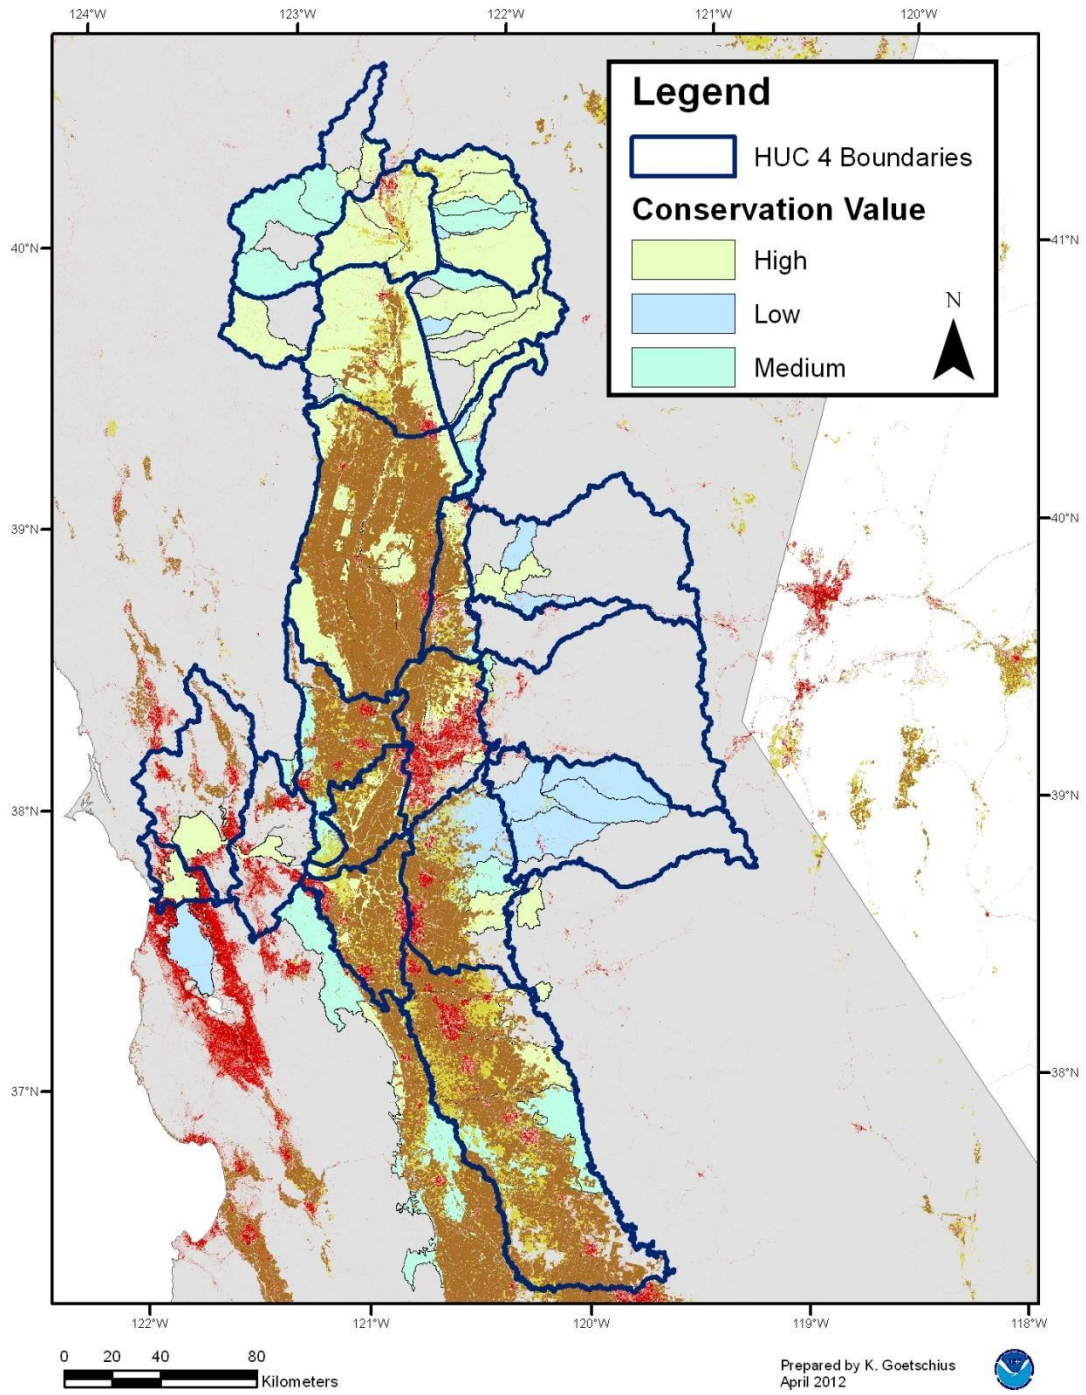 124°W 123°W 122°W 121°W 120°W
Legend
HUC 4 Boundaries
Conservation Value
High
Low
Medium
N
40°N
41°N
39°N
40°N
38°N
39°N
37°N
38°N
122°W 121°W 120°W 119°W 118°W
0 20 40 80
Kilometers
Prepared by K. Goetschius
April 2012